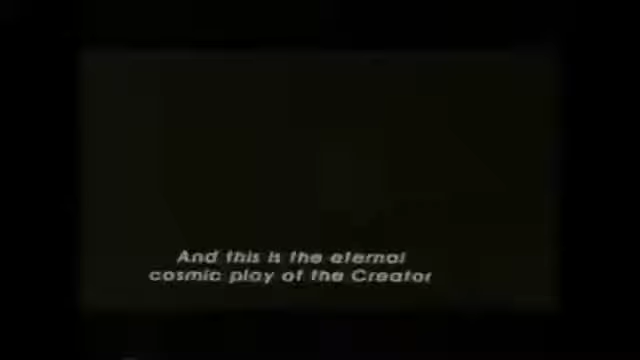 And this is the eternal
cosmic play of the Creator